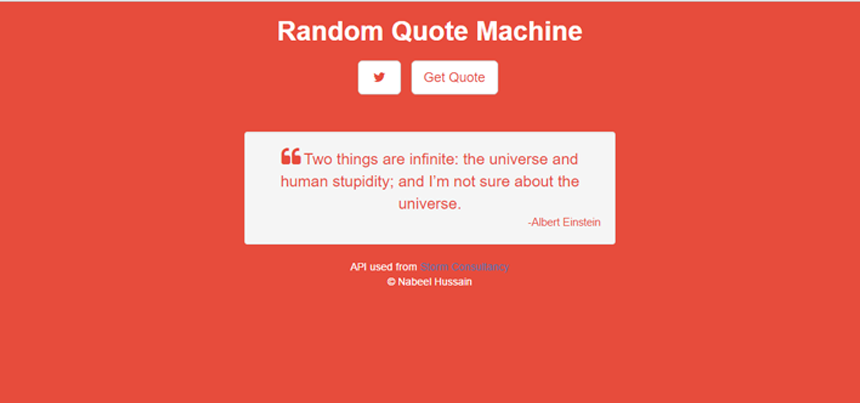 Random Quote Machine
Get Quote
Two things are infinite: the universe and
human stupidity; and I'm not sure about the
universe.
-Albert Einstein
API used from Storm Consultancy
© Nabeel Hussain